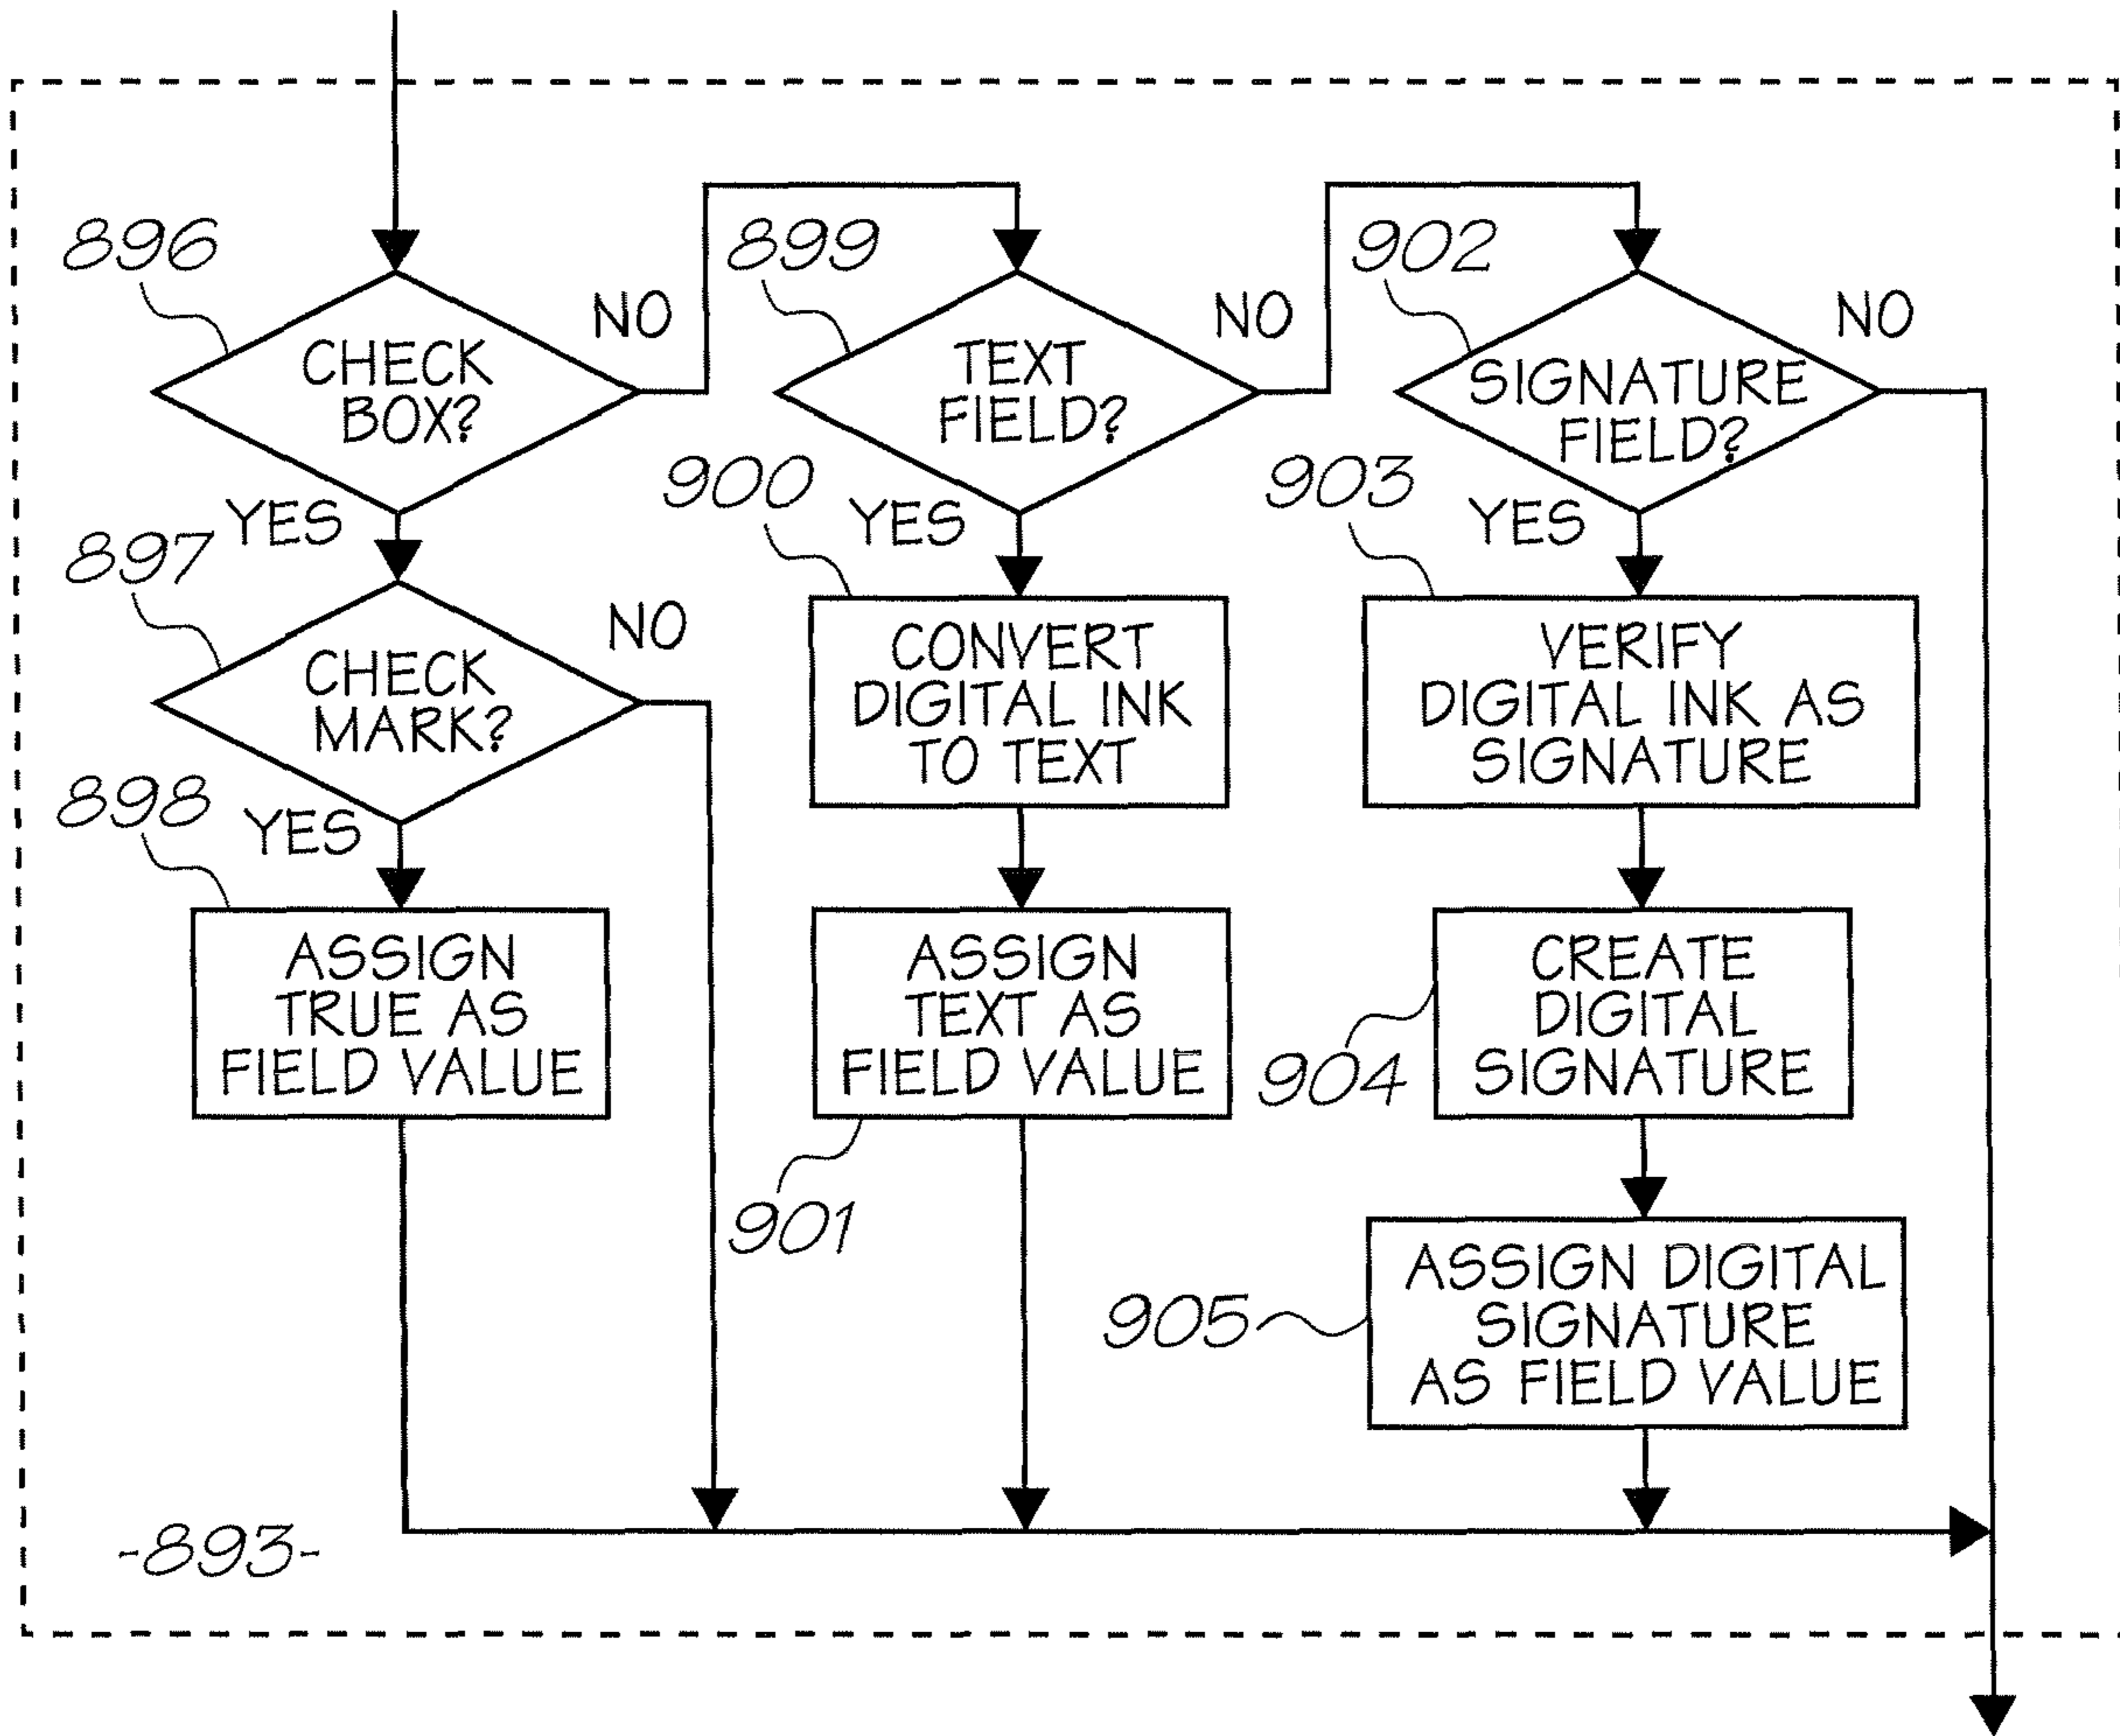 896
CHECK
BOX?
NO
YES
897
CHECK
MARK?
NO
YES
898
ASSIGN
TRUE AS
FIELD VALUE
899
TEXT
FIELD?
NO
YES
900
CONVERT
DIGITAL INK
TO TEXT
ASSIGN
TEXT AS
FIELD VALUE
901
902
SIGNATURE
FIELD?
NO
YES
903
VERIFY
DIGITAL INK AS
SIGNATURE
CREATE
DIGITAL
SIGNATURE
904
ASSIGN DIGITAL
SIGNATURE
AS FIELD VALUE
905
-893-